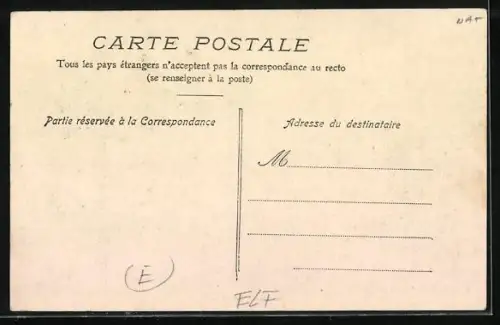 NAT
CARTE POSTALE
Tous les pays étrangers n'acceptent pas la correspondance au recto
(se renseigner à la poste)
Partie réservée à la Correspondance
Adresse du destinataire
M
E
ELF